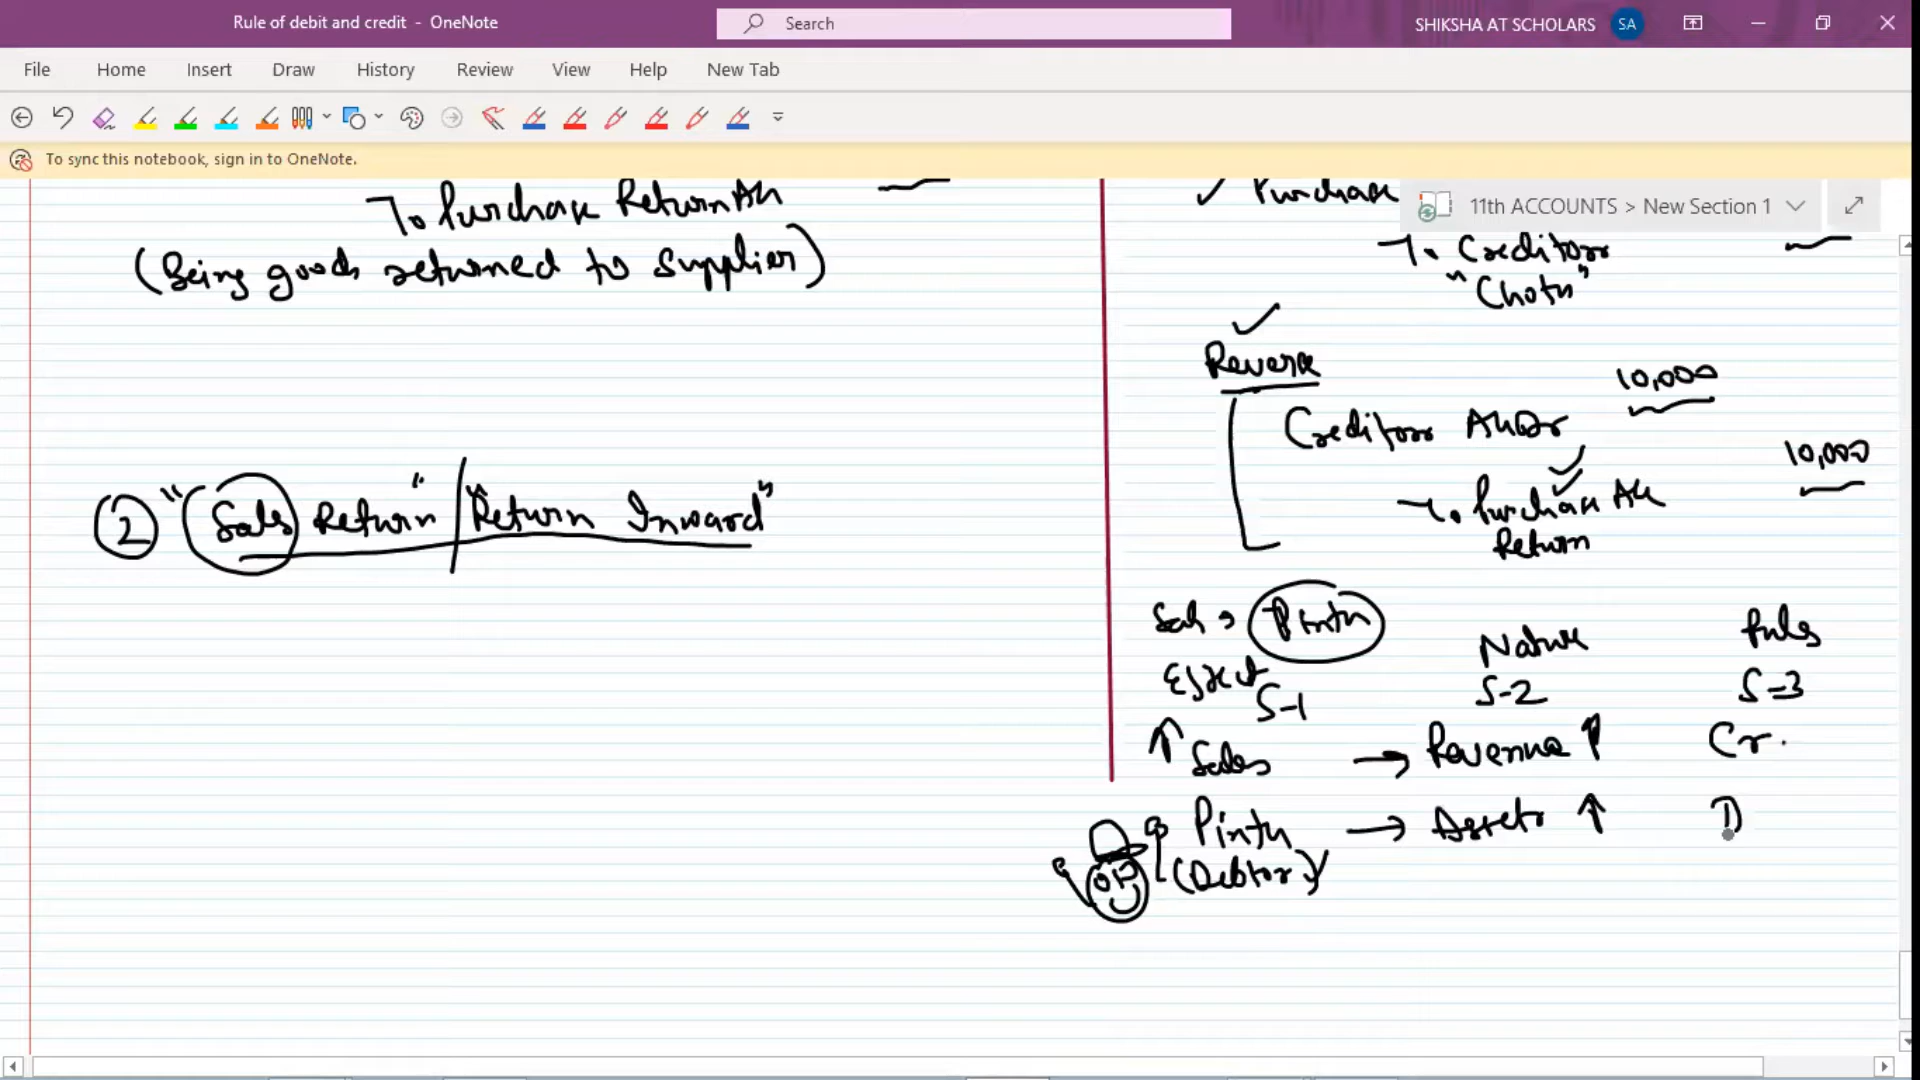 Rule of debit and credit - OneNote
Search
SHIKSHA AT SCHOLARS SA
File Home Insert Draw History Review View Help New Tab
To sync this notebook, sign in to OneNote.
11th ACCOUNTS > New Section 1
To Purchase Return A/c
(Being goods returned to supplier)
② "Sales Return" / "Return Inward"
✓ Purchase
To Creditors
"Chotu"
✓
Reverse
10,000
Creditors A/c Dr
10,000
To Purchase A/c
Return
Sal → Pintu
Effect Nature Rules
S-1 S-2 S-3
↑ Sales → Revenue ↑ Cr.
Pintu → Assets ↑ D
(Debtor)